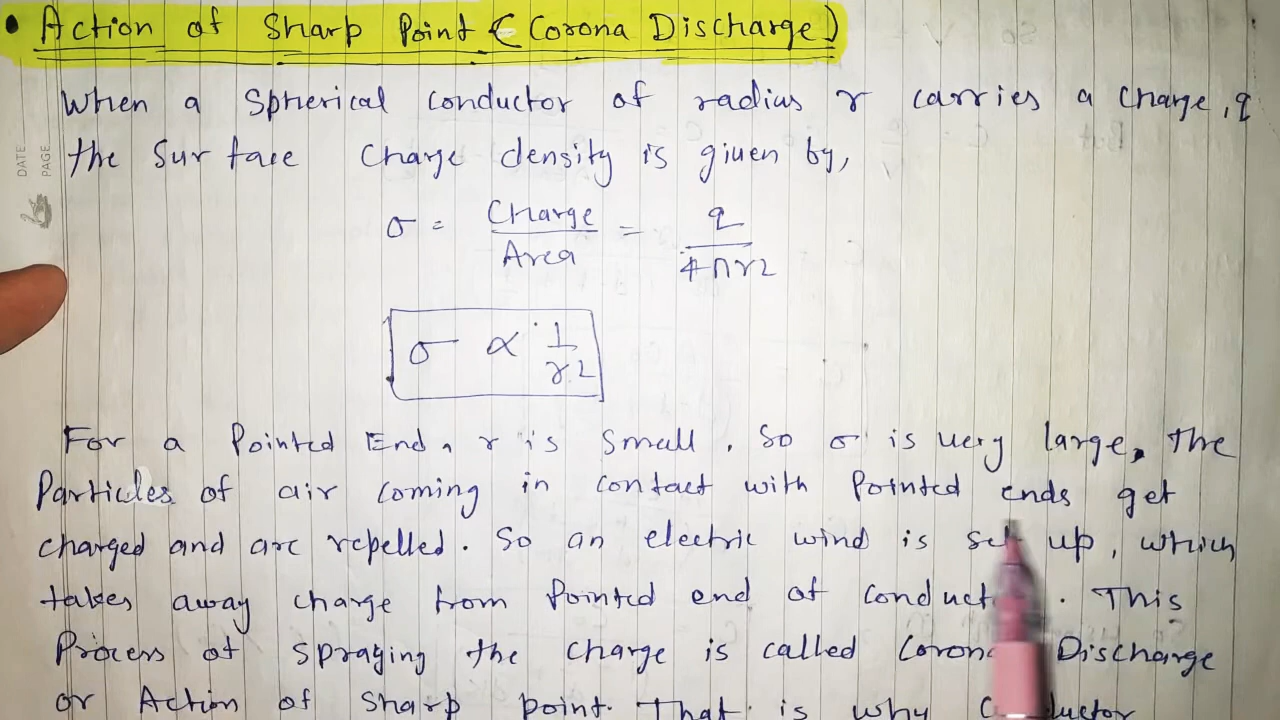 • Action of Sharp Point (Corona Discharge)
When a Spherical conductor of radius r carries a charge, q
the Surface charge density is given by,
σ = Charge/Area = q/4πr2
σ ∝ 1/r2
For a Pointed End, r is Small. So σ is very large, The
Particles of air coming in contact with Pointed ends get
charged and are repelled. So an electric wind is set up, which
takes away charge from Pointed end of conduct. This
Process of spraying the charge is called Corona Discharge
or Action of sharp point. That is why
DATE
PAGE